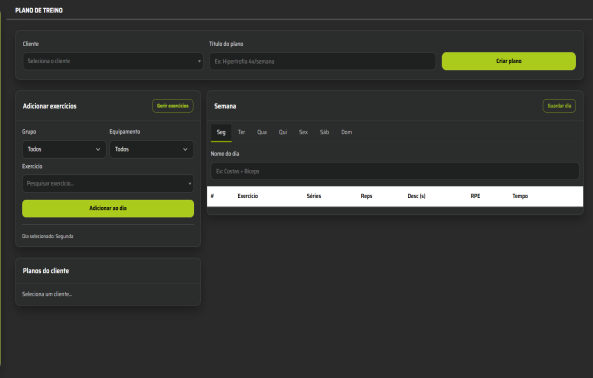 PLANO DE TREINO
Cliente
Título do plano
Seleciona o cliente
Ex: Hipertrofia 4x/semana
Criar plano
Adicionar exercícios
Gerir exercícios
Grupo
Equipamento
Todos
Todos
Exercício
Pesquisar exercício...
Adicionar ao dia
Dia selecionado: Segunda
Planos do cliente
Seleciona um cliente...
Semana
Guardar dia
Seg Ter Qua Qui Sex Sáb Dom
Nome do dia
Ex: Costas + Bíceps
# Exercício Séries Reps Desc (s) RPE Tempo